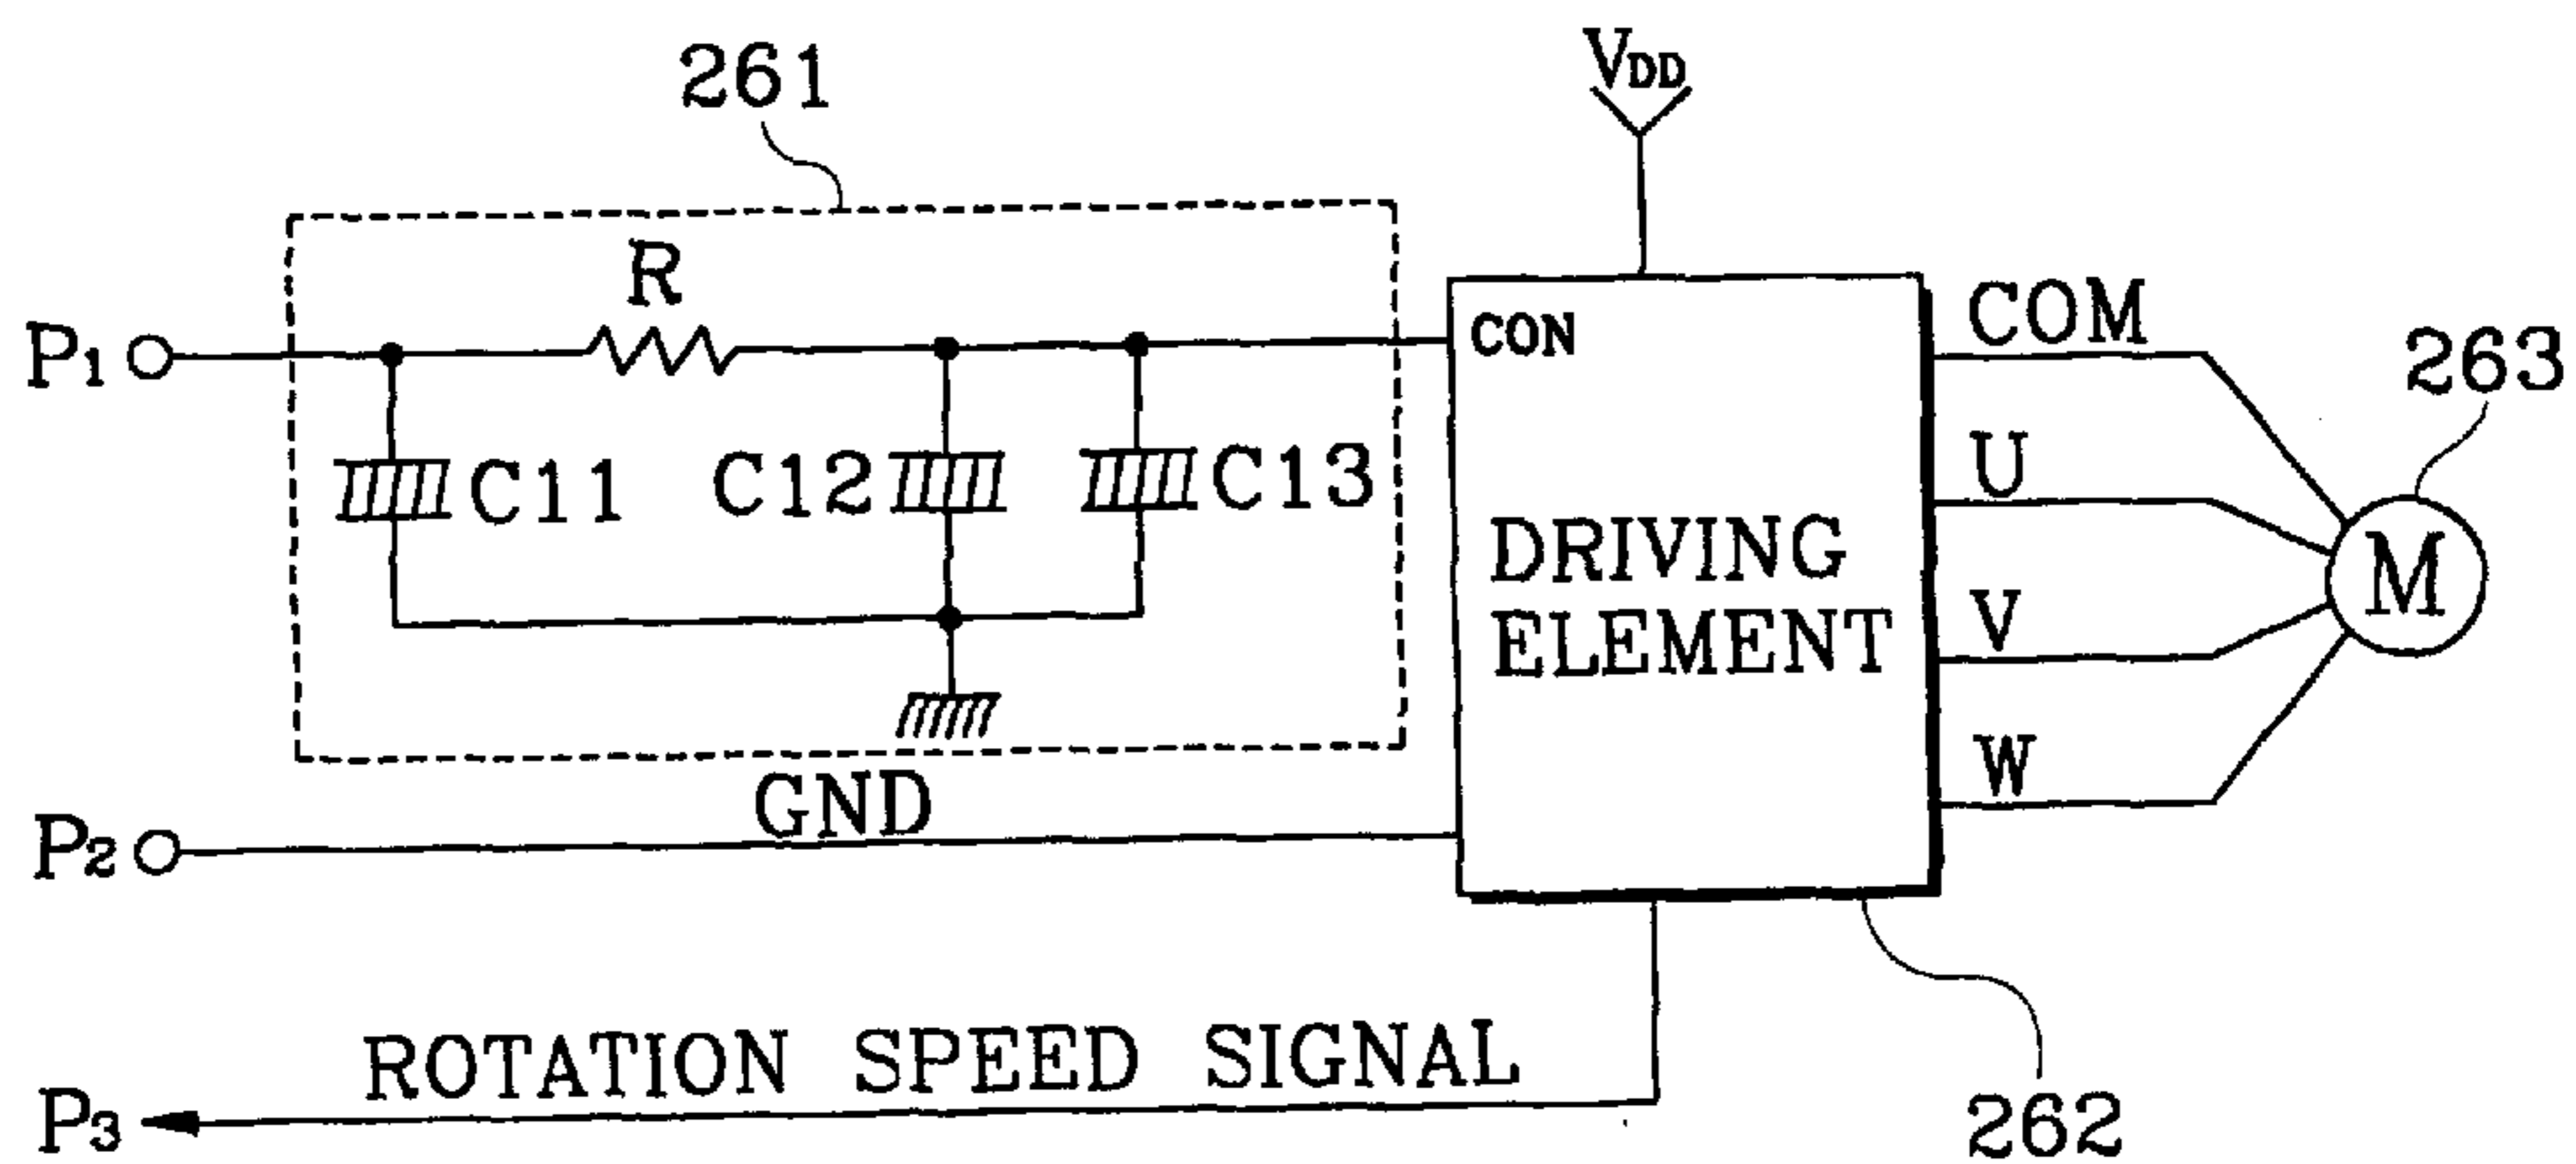 261
VDD
R
P1
CON
COM
263
C11
C12
C13
U
DRIVING
ELEMENT
M
V
W
GND
P2
ROTATION SPEED SIGNAL
P3
262